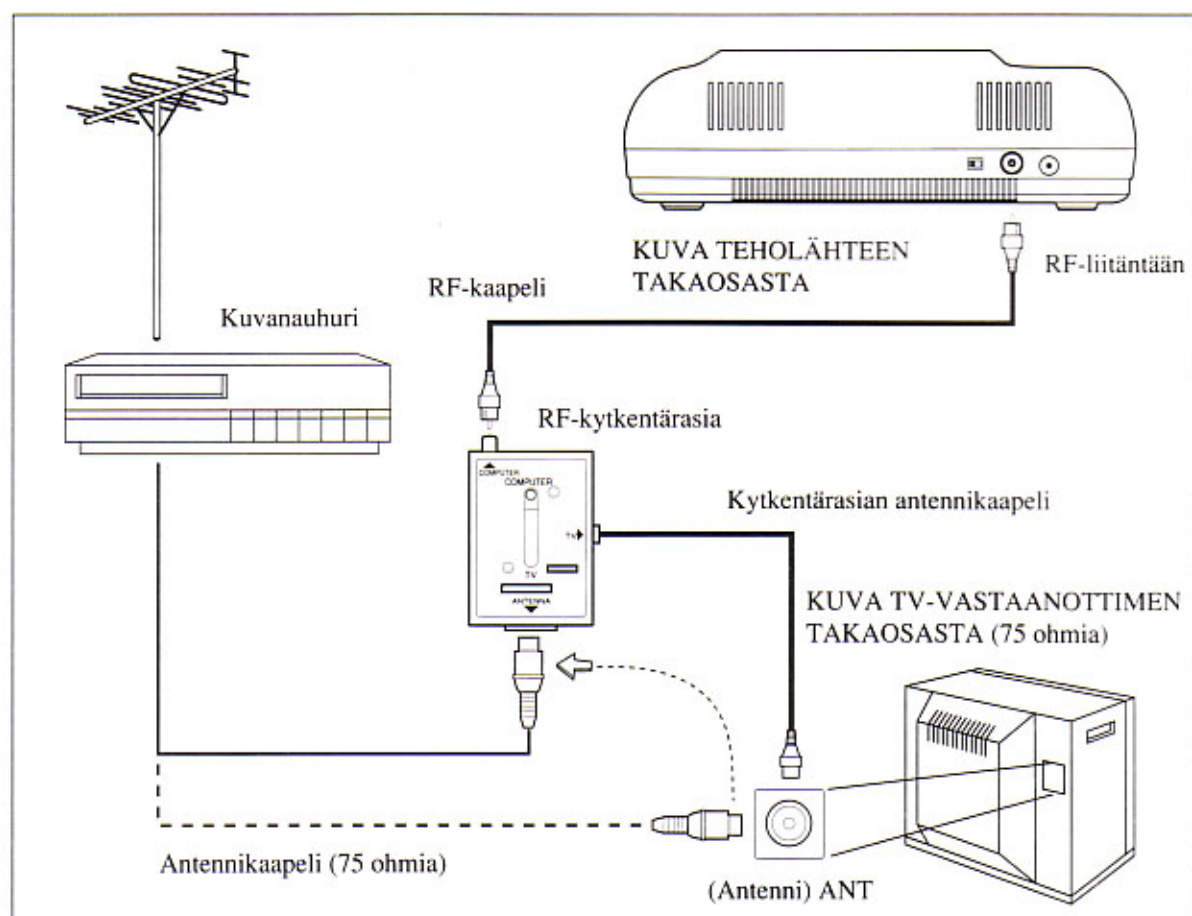 KUVA TEHOLÄHTEEN
TAKAOSASTA
RF-liitäntään
RF-kaapeli
Kuvanauhuri
RF-kytkentärasia
COMPUTER
COMPUTER
Kytkentärasian antennikaapeli
TV
TV
ANTENNA
KUVA TV-VASTAANOTTIMEN
TAKAOSASTA (75 ohmia)
Antennikaapeli (75 ohmia)
(Antenni) ANT